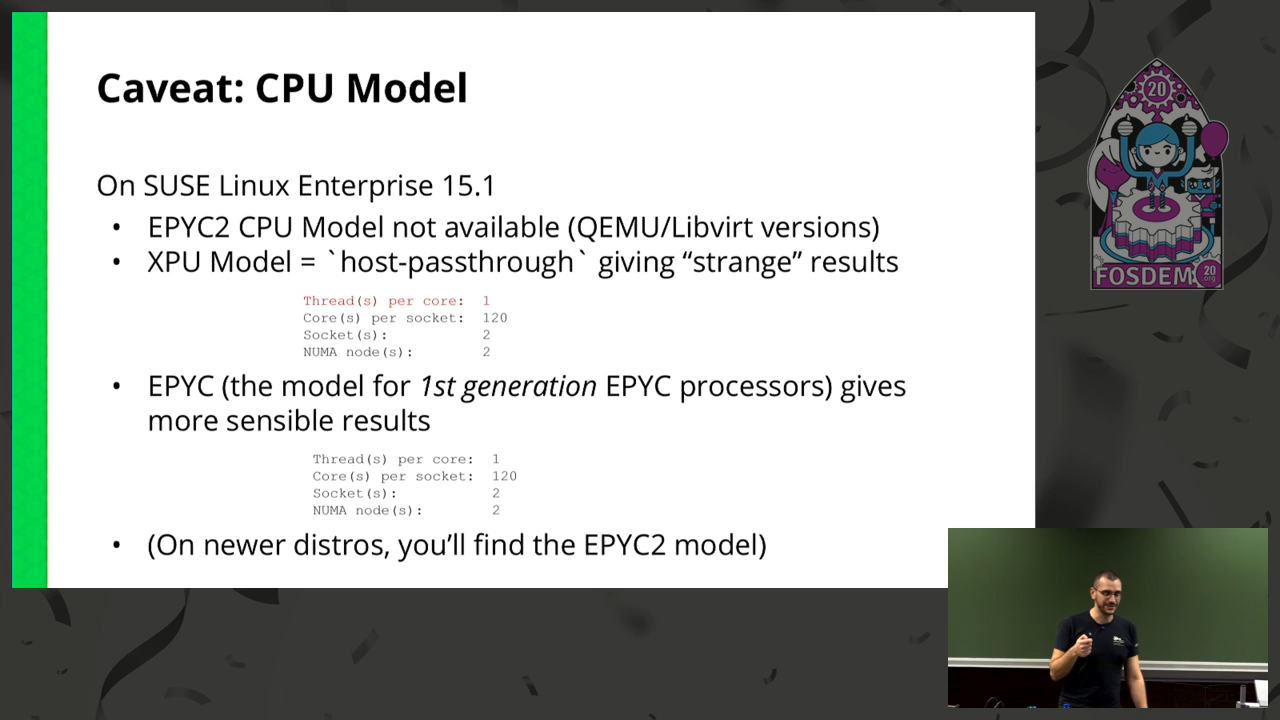 Caveat: CPU Model
On SUSE Linux Enterprise 15.1
• EPYC2 CPU Model not available (QEMU/Libvirt versions)
• XPU Model = `host-passthrough` giving “strange” results
Thread(s) per core: 1
Core(s) per socket: 120
Socket(s): 2
NUMA node(s): 2
• EPYC (the model for 1st generation EPYC processors) gives
more sensible results
Thread(s) per core: 1
Core(s) per socket: 120
Socket(s): 2
NUMA node(s): 2
• (On newer distros, you’ll find the EPYC2 model)
20
FOSDEM
20
.org